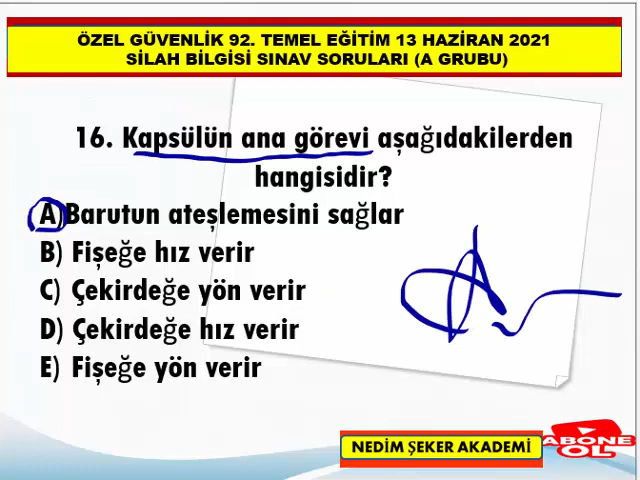 ÖZEL GÜVENLİK 92. TEMEL EĞİTİM 13 HAZİRAN 2021
SİLAH BİLGİSİ SINAV SORULARI (A GRUBU)
16. Kapsülün ana görevi aşağıdakilerden
hangisidir?
A)Barutun ateşlemesini sağlar
B) Fişeğe hız verir
C) Çekirdeğe yön verir
D) Çekirdeğe hız verir
E) Fişeğe yön verir
A
NEDİM ŞEKER AKADEMİ
ABONE
OL